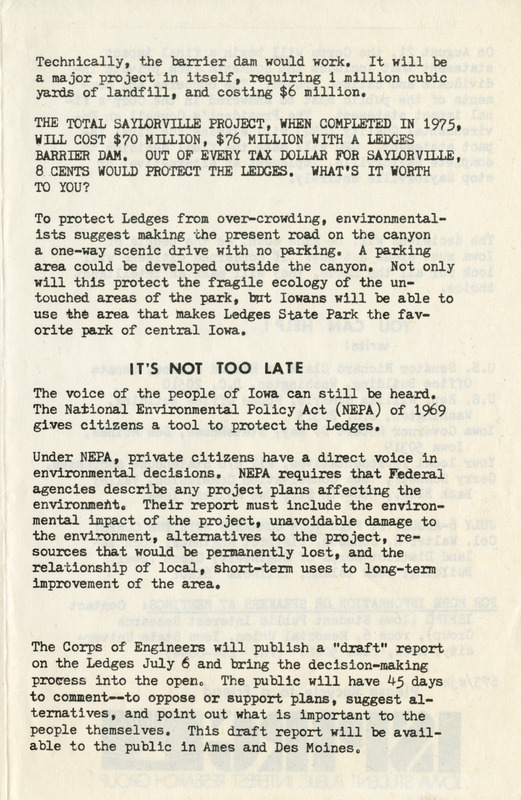 Technically, the barrier dam would work. It will be
a major project in itself, requiring 1 million cubic
yards of landfill, and costing $6 million.
THE TOTAL SAYLORVILLE PROJECT, WHEN COMPLETED IN 1975,
WILL COST $70 MILLION, $76 MILLION WITH A LEDGES
BARRIER DAM. OUT OF EVERY TAX DOLLAR FOR SAYLORVILLE,
8 CENTS WOULD PROTECT THE LEDGES. WHAT'S IT WORTH
TO YOU?
To protect Ledges from over-crowding, environmental-
ists suggest making the present road on the canyon
a one-way scenic drive with no parking. A parking
area could be developed outside the canyon. Not only
will this protect the fragile ecology of the un-
touched areas of the park, but Iowans will be able to
use the area that makes Ledges State Park the fav-
orite park of central Iowa.
IT'S NOT TOO LATE
The voice of the people of Iowa can still be heard.
The National Environmental Policy Act (NEPA) of 1969
gives citizens a tool to protect the Ledges.
Under NEPA, private citizens have a direct voice in
environmental decisions. NEPA requires that Federal
agencies describe any project plans affecting the
environment. Their report must include the environ-
mental impact of the project, unavoidable damage to
the environment, alternatives to the project, re-
sources that would be permanently lost, and the
relationship of local, short-term uses to long-term
improvement of the area.
The Corps of Engineers will publish a "draft" report
on the Ledges July 6 and bring the decision-making
process into the open. The public will have 45 days
to comment--to oppose or support plans, suggest al-
ternatives, and point out what is important to the
people themselves. This draft report will be avail-
able to the public in Ames and Des Moines.